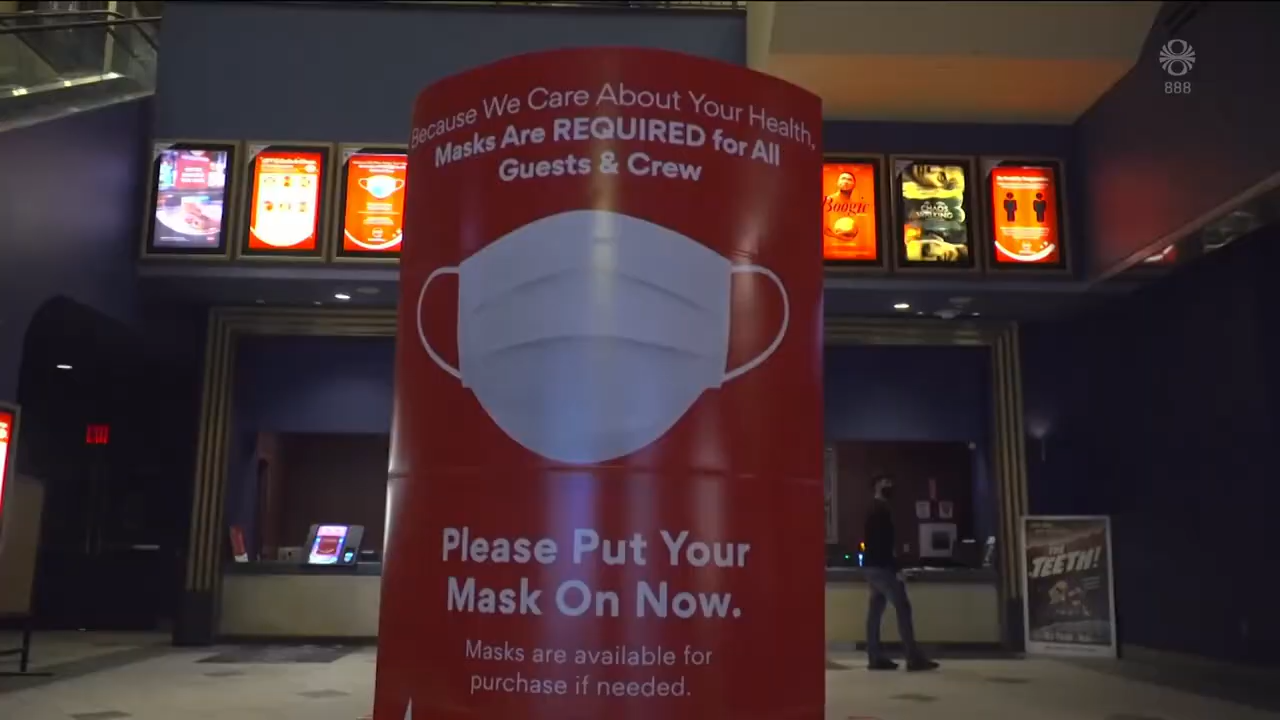 888
Because We Care About Your Health,
Masks Are REQUIRED for All
Guests & Crew
Boogie
CHAOS
WALKING
Please Put Your
Mask On Now.
THE
TEETH!
Masks are available for
purchase if needed.